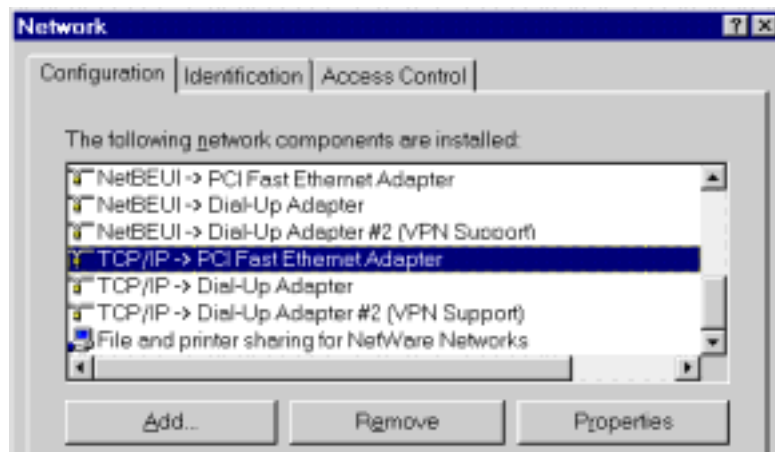 Network
Configuration Identification Access Control
The following network components are installed:
NetBEUI -> PCI Fast Ethernet Adapter
NetBEUI -> Dial-Up Adapter
NetBEUI -> Dial-Up Adapter #2 (VPN Support)
TCP/IP -> PCI Fast Ethernet Adapter
TCP/IP -> Dial-Up Adapter
TCP/IP -> Dial-Up Adapter #2 (VPN Support)
File and printer sharing for NetWare Networks
Add... Remove Properties